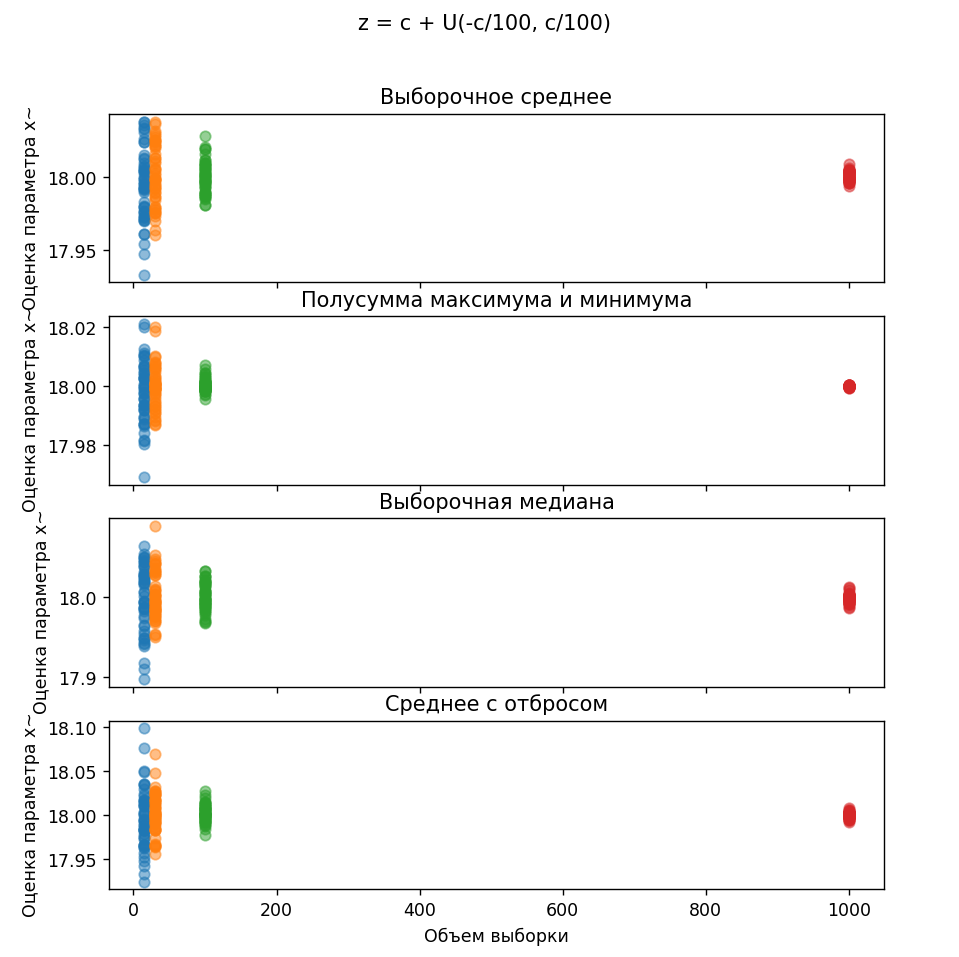 z = c + U(-c/100, c/100)
Выборочное среднее
Оценка параметра x~
18.00
17.95
Полусумма максимума и минимума
Оценка параметра x~
18.02
18.00
17.98
Выборочная медиана
Оценка параметра x~
18.0
17.9
Среднее с отбросом
Оценка параметра x~
18.10
18.05
18.00
17.95
0 200 400 600 800 1000
Объем выборки